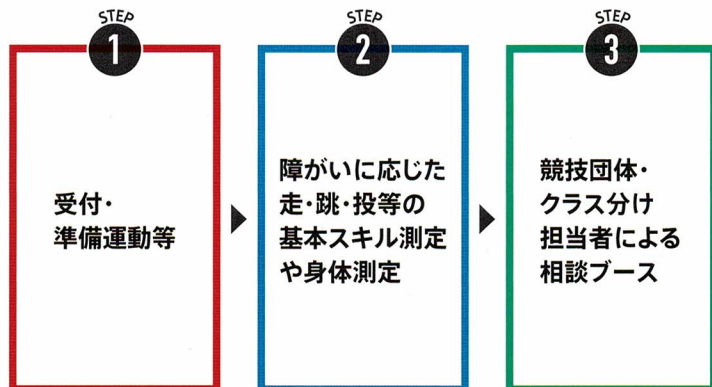 STEP
1
受付・
準備運動等
STEP
2
障がいに応じた
走・跳・投等の
基本スキル測定
や身体測定
STEP
3
競技団体・
クラス分け
担当者による
相談ブース